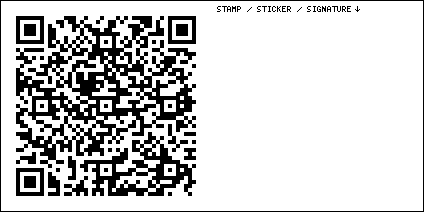 STAMP / STICKER / SIGNATURE ↓